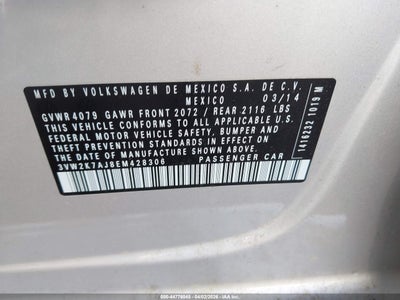 MFD BY VOLKSWAGEN DE MEXICO S.A. DE C.V.
MEXICO 03/14
GVWR 4079 GAWR FRONT 2072 / REAR 2116 LBS
THIS VEHICLE CONFORMS TO ALL APPLICABLE U.S.
FEDERAL MOTOR VEHICLE SAFETY, BUMPER AND
THEFT PREVENTION STANDARDS IN EFFECT ON THE
DATE OF MANUFACTURE SHOWN ABOVE.
3VW2K7AJ8EM428306 PASSENGER CAR
1416232 1019 M